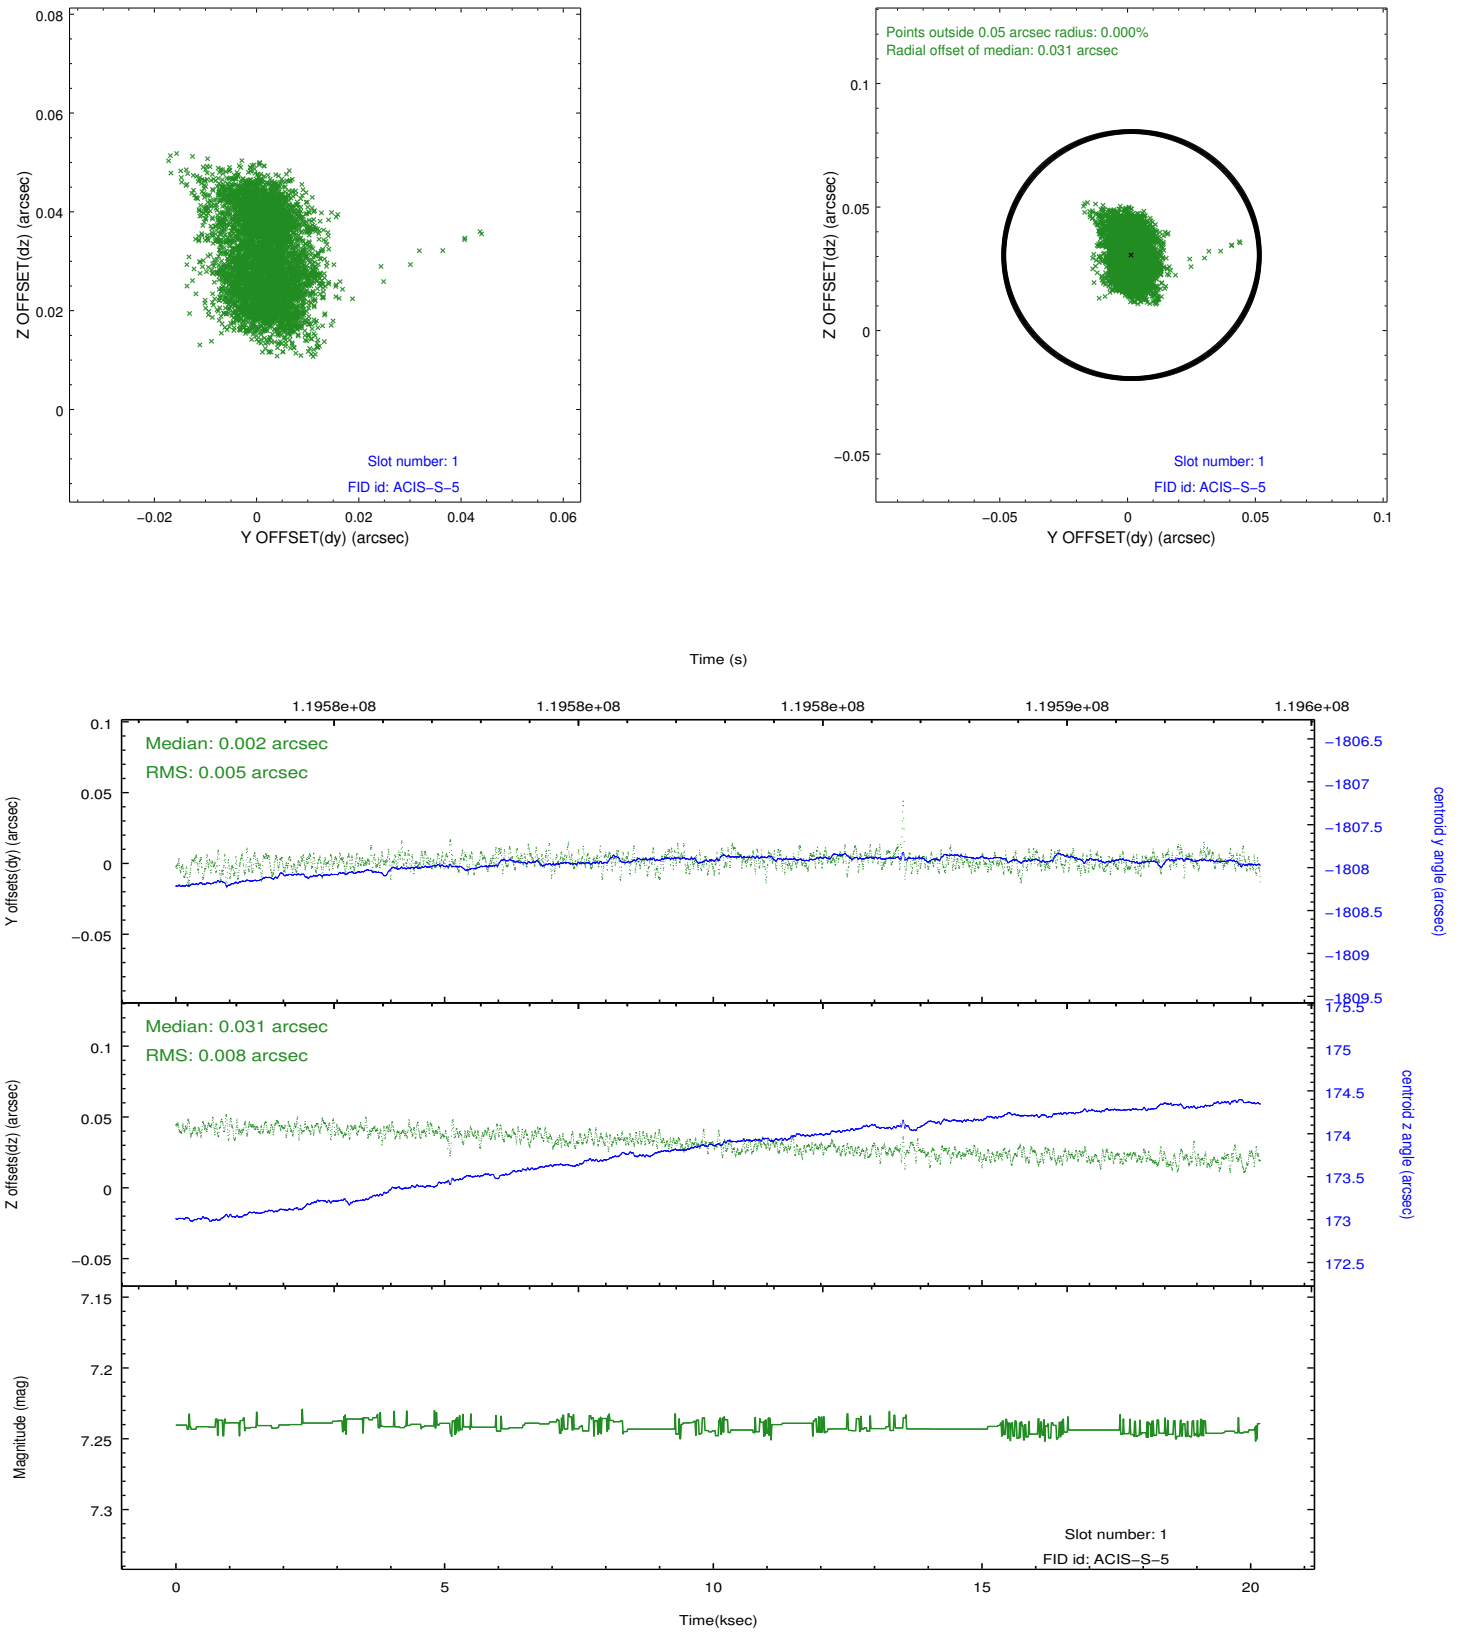 0.08
0.06
0.04
0.02
0
Z OFFSET(dz) (arcsec)
Slot number: 1
FID id: ACIS−S−5
−0.02 0 0.02 0.04 0.06
Y OFFSET(dy) (arcsec)
Points outside 0.05 arcsec radius: 0.000%
Radial offset of median: 0.031 arcsec
0.1
0.05
0
−0.05
Z OFFSET(dz) (arcsec)
Slot number: 1
FID id: ACIS−S−5
−0.05 0 0.05 0.1
Y OFFSET(dy) (arcsec)
Time (s)
1.1958e+08 1.1958e+08 1.1958e+08 1.1959e+08 1.196e+08
Median: 0.002 arcsec
RMS: 0.005 arcsec
0.1
0.05
0
−0.05
Y offsets(dy) (arcsec)
−1806.5
−1807
−1807.5
−1808
−1808.5
−1809
−1809.5
centroid y angle (arcsec)
Median: 0.031 arcsec
RMS: 0.008 arcsec
0.1
0.05
0
−0.05
Z offsets(dz) (arcsec)
175.5
175
174.5
174
173.5
173
172.5
centroid z angle (arcsec)
7.15
7.2
7.25
7.3
Magnitude (mag)
Slot number: 1
FID id: ACIS−S−5
0 5 10 15 20
Time(ksec)